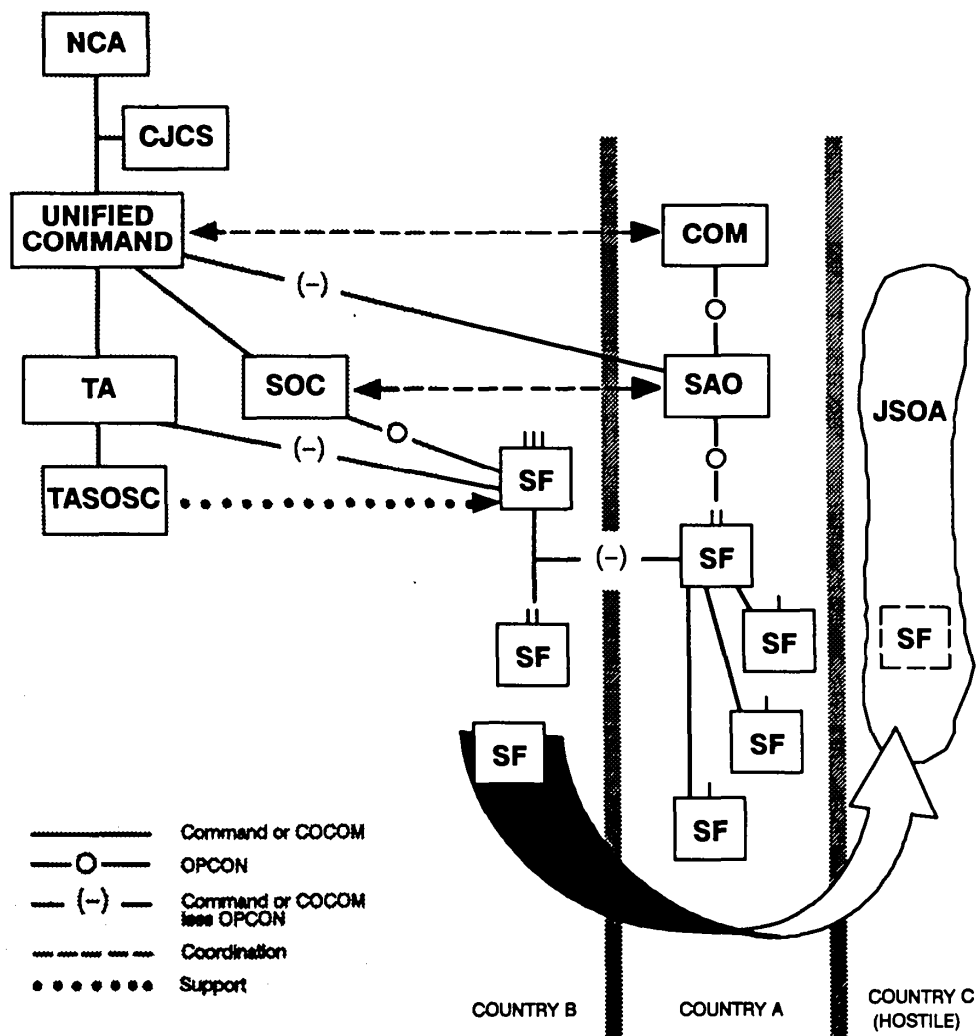 NCA
CJCS
UNIFIED
COMMAND
COM
(-)
TA
SOC
SAO
JSOA
(-)
SF
TASOSC
SF
(-)
SF
SF
SF
SF
SF
SF
Command or COCOM
OPCON
(-)
Command or COCOM
less OPCON
Coordination
Support
COUNTRY B
COUNTRY A
COUNTRY C
(HOSTILE)